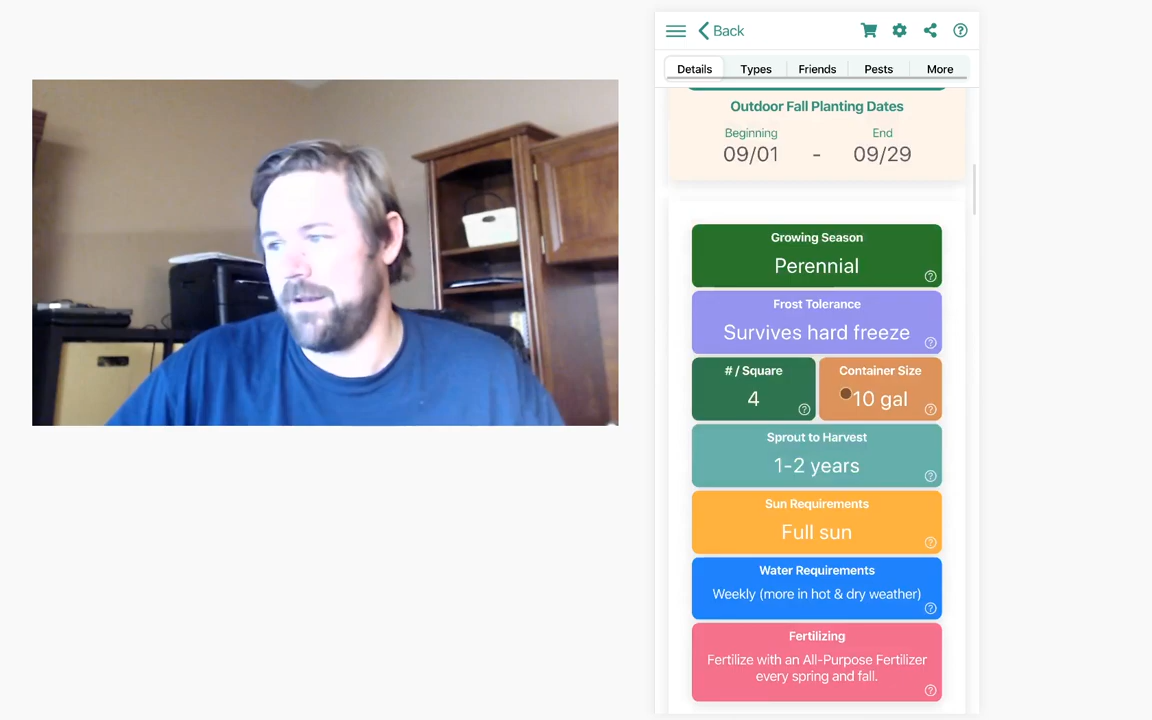 Back
Details Types Friends Pests More
Outdoor Fall Planting Dates
Beginning End
09/01 - 09/29
Growing Season
Perennial
Frost Tolerance
Survives hard freeze
# / Square Container Size
4 10 gal
Sprout to Harvest
1-2 years
Sun Requirements
Full sun
Water Requirements
Weekly (more in hot & dry weather)
Fertilizing
Fertilize with an All-Purpose Fertilizer
every spring and fall.